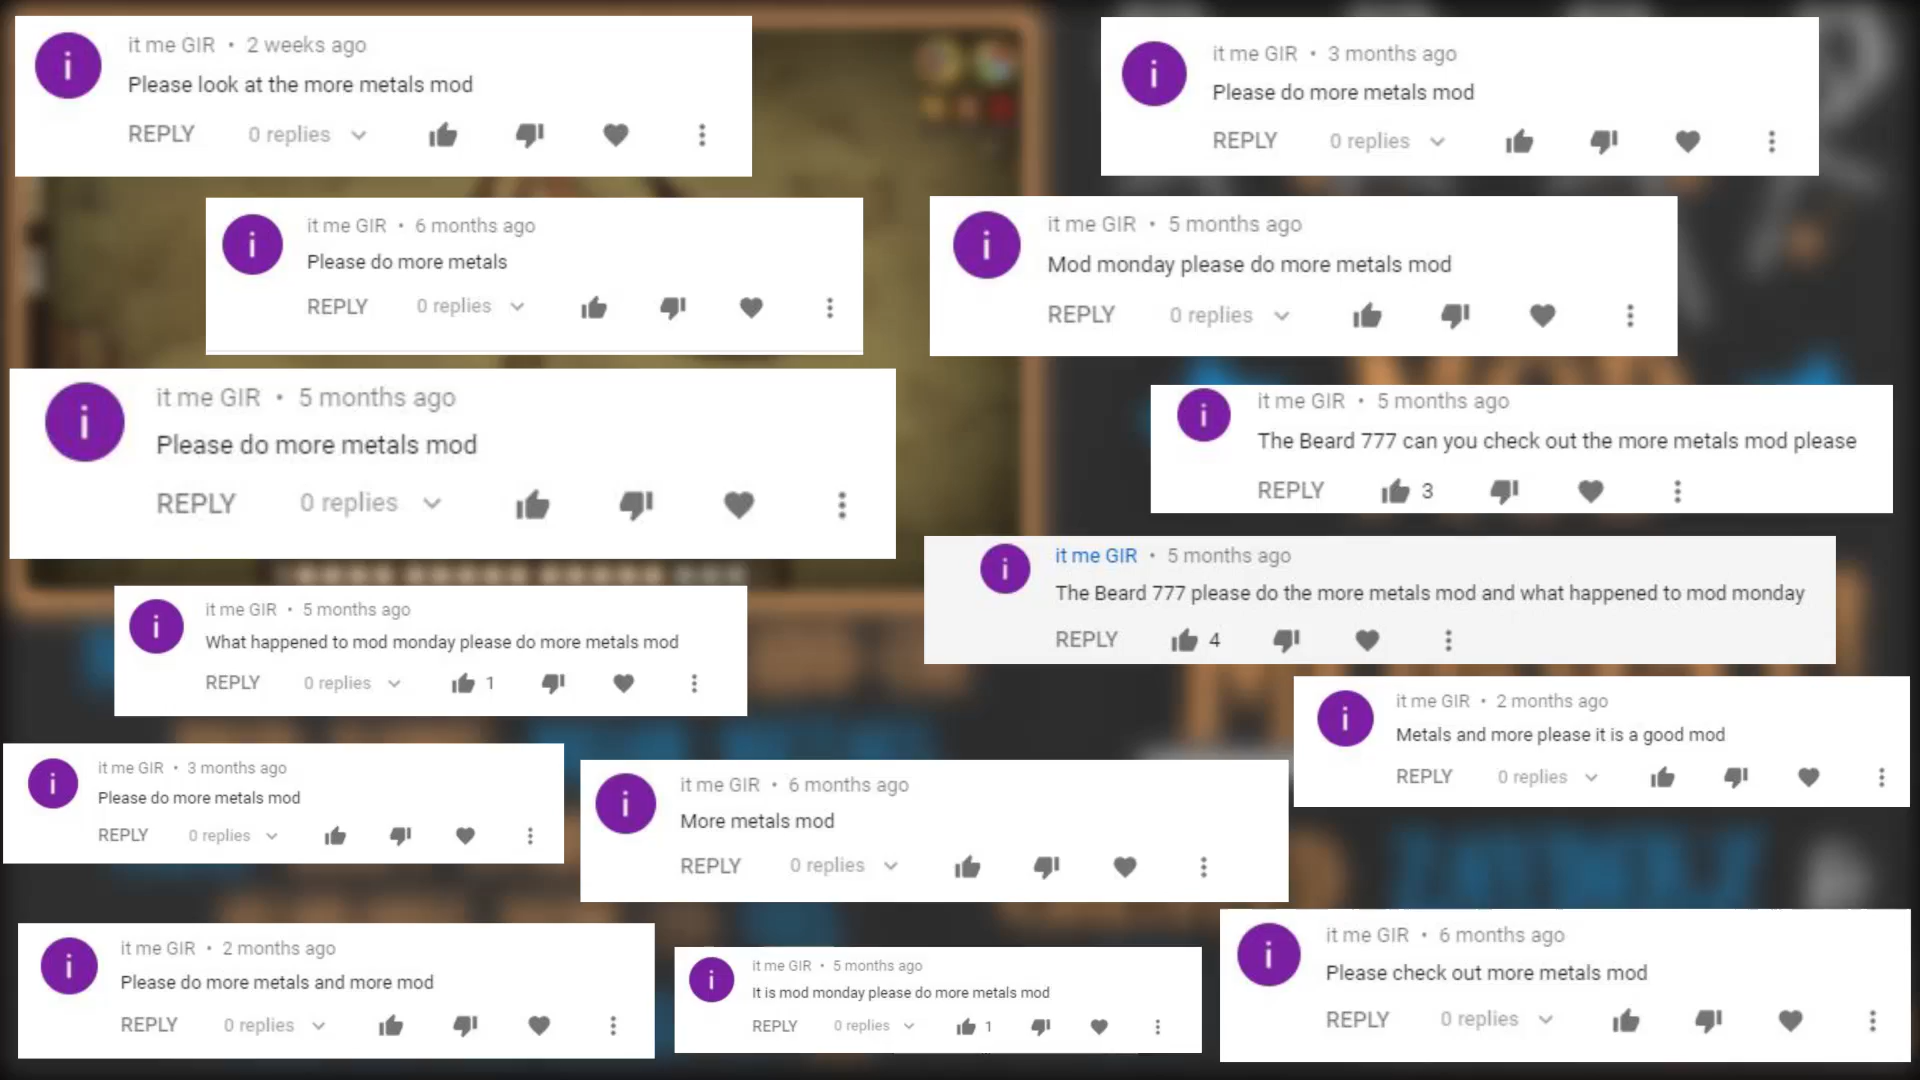 i
it me GIR • 2 weeks ago
Please look at the more metals mod
REPLY 0 replies
i
it me GIR • 3 months ago
Please do more metals mod
REPLY 0 replies
i
it me GIR • 6 months ago
Please do more metals
REPLY 0 replies
i
it me GIR • 5 months ago
Mod monday please do more metals mod
REPLY 0 replies
i
it me GIR • 5 months ago
Please do more metals mod
REPLY 0 replies
i
it me GIR • 5 months ago
The Beard 777 can you check out the more metals mod please
REPLY 3
i
it me GIR • 5 months ago
The Beard 777 please do the more metals mod and what happened to mod monday
REPLY 4
i
it me GIR • 5 months ago
What happened to mod monday please do more metals mod
REPLY 0 replies 1
i
it me GIR • 2 months ago
Metals and more please it is a good mod
REPLY 0 replies
i
it me GIR • 3 months ago
Please do more metals mod
REPLY 0 replies
i
it me GIR • 6 months ago
More metals mod
REPLY 0 replies
i
it me GIR • 2 months ago
Please do more metals and more mod
REPLY 0 replies
i
it me GIR • 5 months ago
It is mod monday please do more metals mod
REPLY 0 replies 1
i
it me GIR • 6 months ago
Please check out more metals mod
REPLY 0 replies